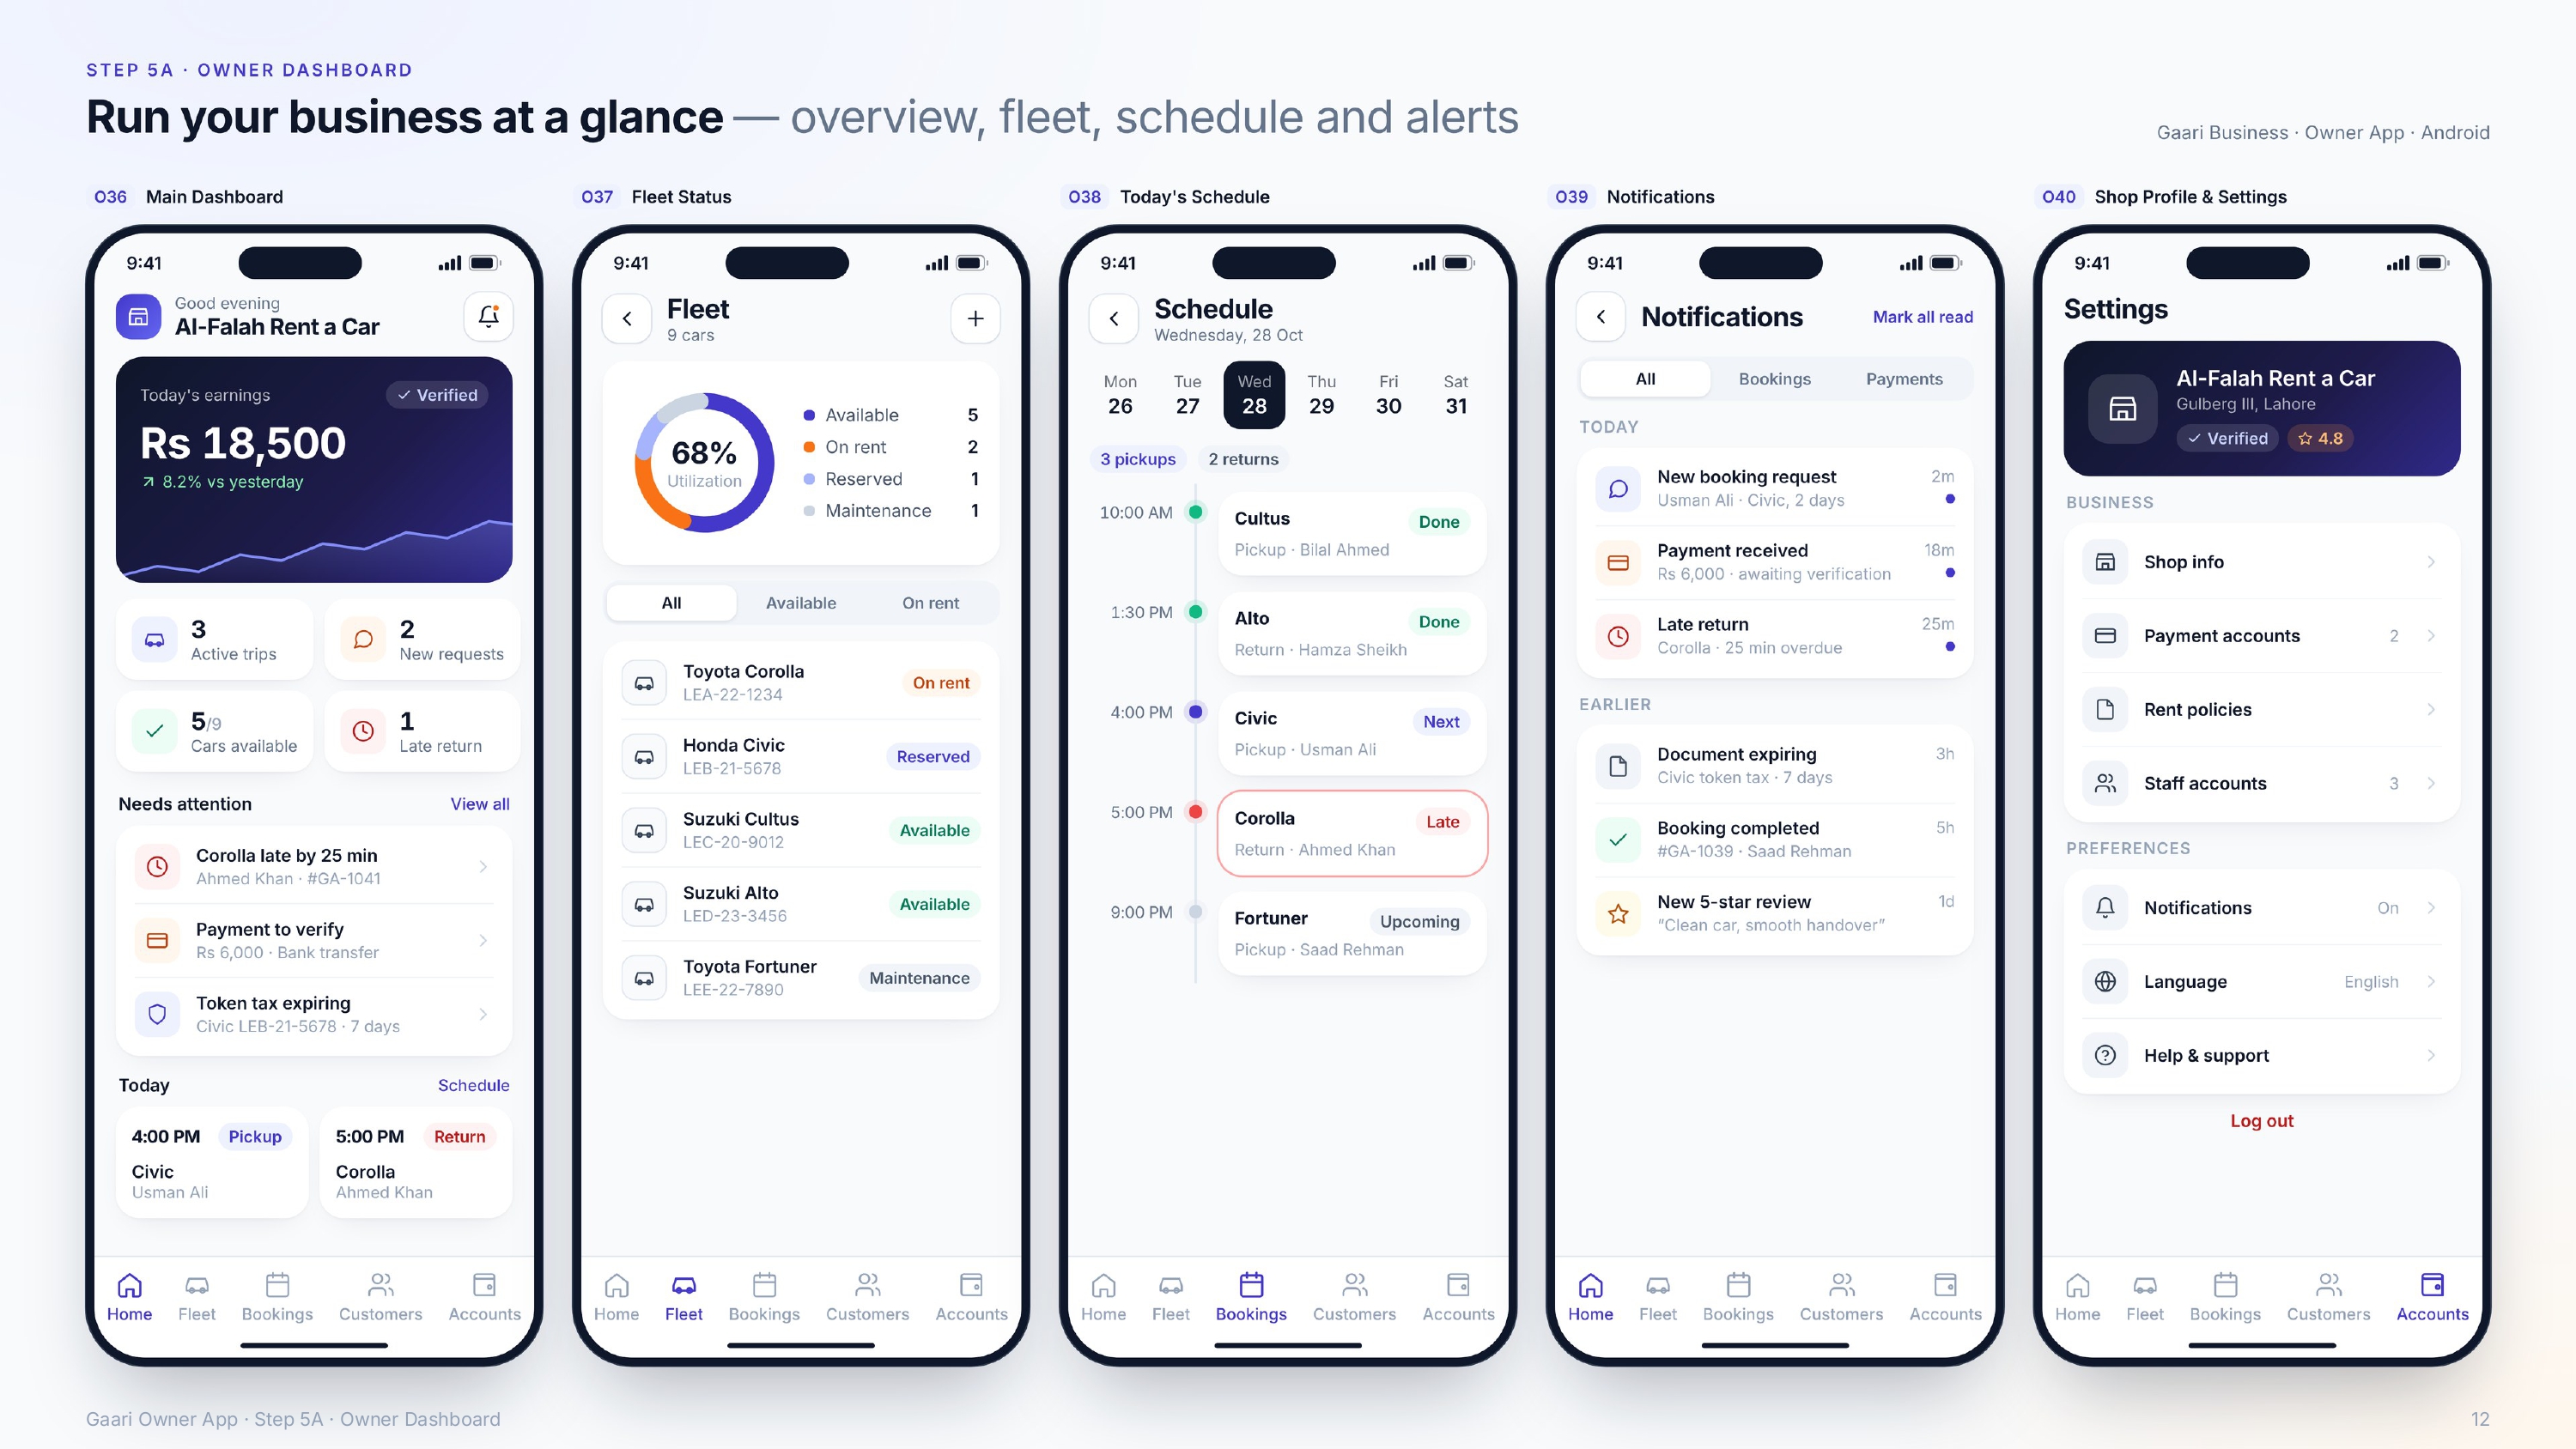 STEP 5A · OWNER DASHBOARD
Run your business at a glance — overview, fleet, schedule and alerts
Gaari Business · Owner App · Android
O36 Main Dashboard
9:41
Good evening
Al-Falah Rent a Car
Today's earnings
Verified
Rs 18,500
8.2% vs yesterday
3
Active trips
2
New requests
5/9
Cars available
1
Late return
Needs attention
View all
Corolla late by 25 min
Ahmed Khan · #GA-1041
Payment to verify
Rs 6,000 · Bank transfer
Token tax expiring
Civic LEB-21-5678 · 7 days
Today
Schedule
4:00 PM Pickup
Civic
Usman Ali
5:00 PM Return
Corolla
Ahmed Khan
Home Fleet Bookings Customers Accounts
O37 Fleet Status
9:41
Fleet
9 cars
68%
Utilization
Available 5
On rent 2
Reserved 1
Maintenance 1
All Available On rent
Toyota Corolla
LEA-22-1234
On rent
Honda Civic
LEB-21-5678
Reserved
Suzuki Cultus
LEC-20-9012
Available
Suzuki Alto
LED-23-3456
Available
Toyota Fortuner
LEE-22-7890
Maintenance
Home Fleet Bookings Customers Accounts
O38 Today's Schedule
9:41
Schedule
Wednesday, 28 Oct
Mon Tue Wed Thu Fri Sat
26 27 28 29 30 31
3 pickups 2 returns
10:00 AM
Cultus
Done
Pickup · Bilal Ahmed
1:30 PM
Alto
Done
Return · Hamza Sheikh
4:00 PM
Civic
Next
Pickup · Usman Ali
5:00 PM
Corolla
Late
Return · Ahmed Khan
9:00 PM
Fortuner
Upcoming
Pickup · Saad Rehman
Home Fleet Bookings Customers Accounts
O39 Notifications
9:41
Notifications
Mark all read
All Bookings Payments
TODAY
New booking request
2m
Usman Ali · Civic, 2 days
Payment received
18m
Rs 6,000 · awaiting verification
Late return
25m
Corolla · 25 min overdue
EARLIER
Document expiring
3h
Civic token tax · 7 days
Booking completed
5h
#GA-1039 · Saad Rehman
New 5-star review
1d
“Clean car, smooth handover”
Home Fleet Bookings Customers Accounts
O40 Shop Profile & Settings
9:41
Settings
Al-Falah Rent a Car
Gulberg III, Lahore
Verified
4.8
BUSINESS
Shop info
Payment accounts 2
Rent policies
Staff accounts 3
PREFERENCES
Notifications On
Language English
Help & support
Log out
Home Fleet Bookings Customers Accounts
Gaari Owner App · Step 5A · Owner Dashboard
12